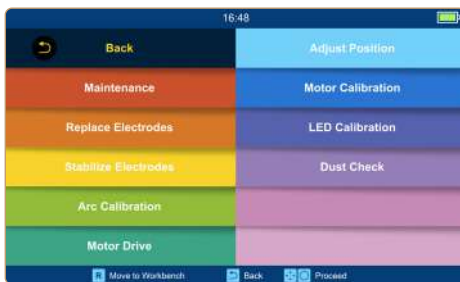 16:48
Back
Adjust Position
Maintenance
Motor Calibration
Replace Electrodes
LED Calibration
Stabilize Electrodes
Dust Check
Arc Calibration
Motor Drive
R Move to Workbench Back Proceed